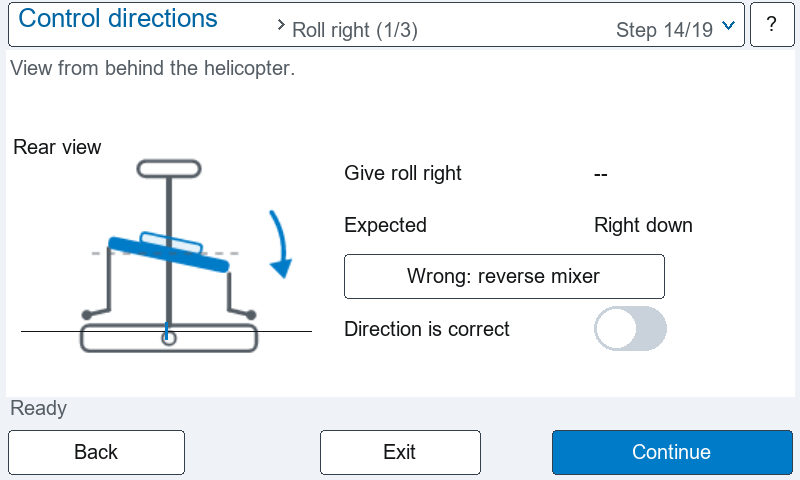 Control directions
> Roll right (1/3)
Step 14/19
?
View from behind the helicopter.
Rear view
Give roll right
--
Expected
Right down
Wrong: reverse mixer
Direction is correct
Ready
Back
Exit
Continue